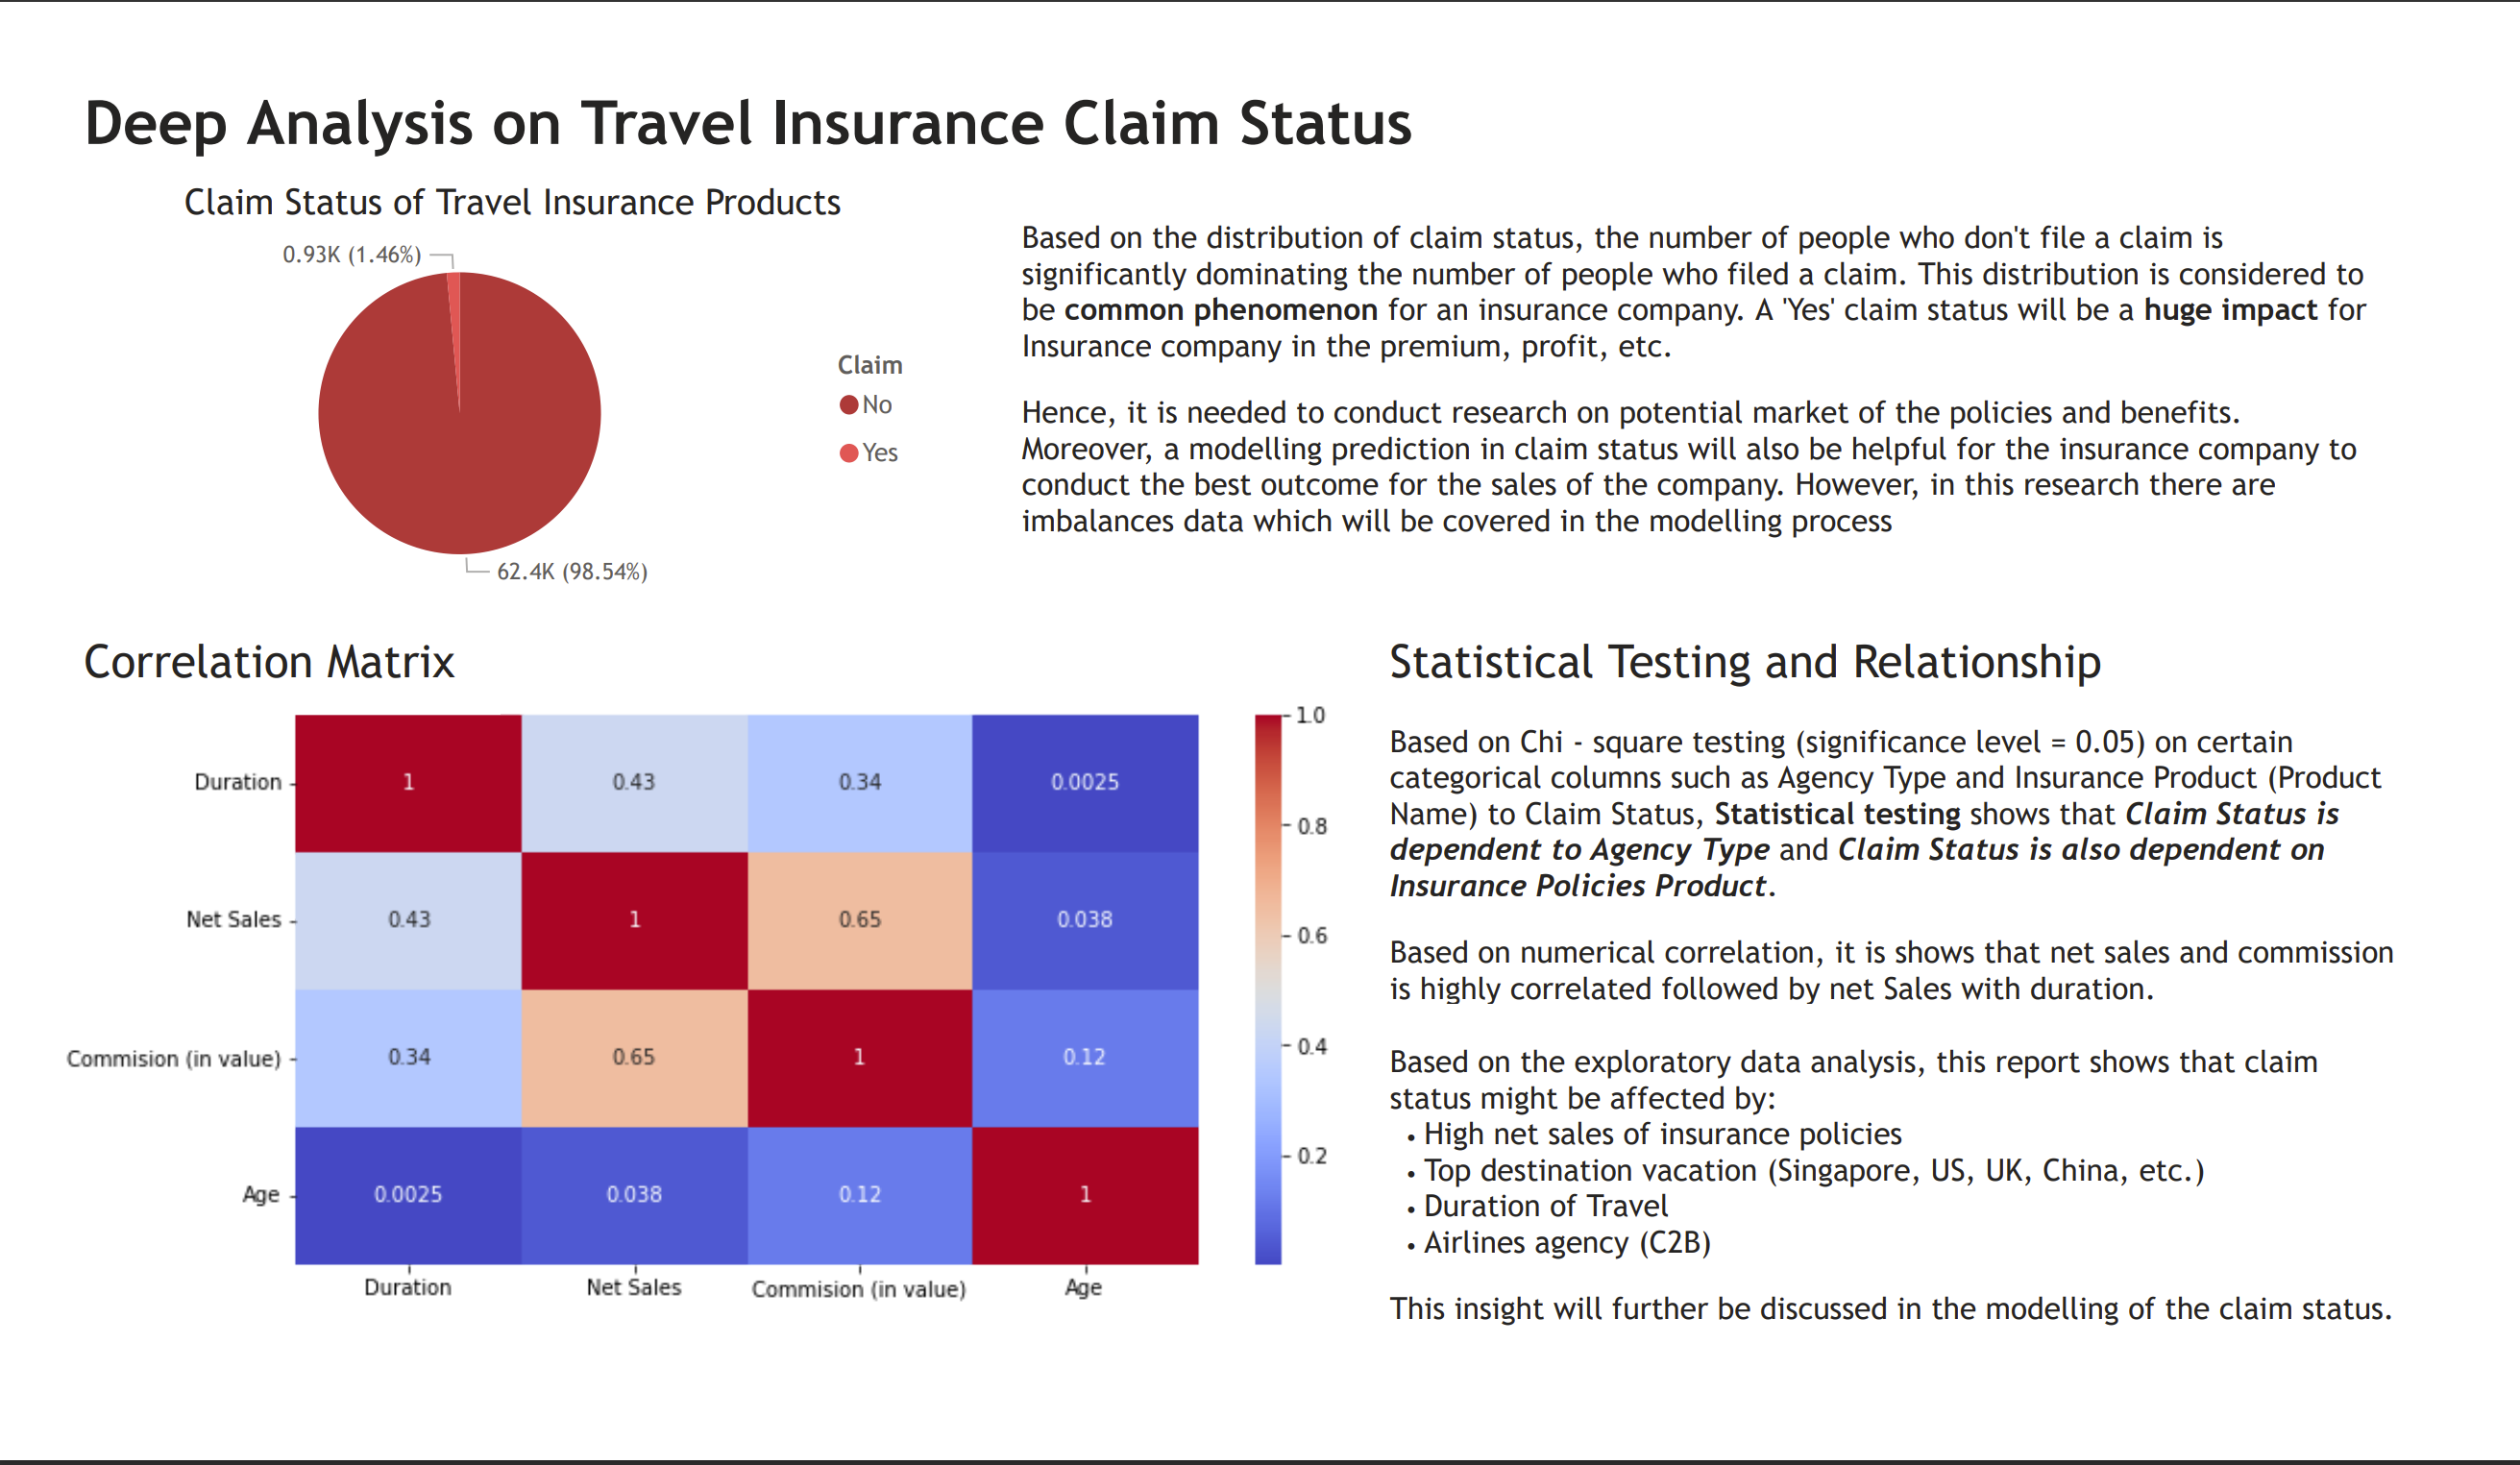 Deep Analysis on Travel Insurance Claim Status
Claim Status of Travel Insurance Products
0.93K (1.46%)
Claim
No
Yes
62.4K (98.54%)
Based on the distribution of claim status, the number of people who don't file a claim is
significantly dominating the number of people who filed a claim. This distribution is considered to
be common phenomenon for an insurance company. A 'Yes' claim status will be a huge impact for
Insurance company in the premium, profit, etc.
Hence, it is needed to conduct research on potential market of the policies and benefits.
Moreover, a modelling prediction in claim status will also be helpful for the insurance company to
conduct the best outcome for the sales of the company. However, in this research there are
imbalances data which will be covered in the modelling process
Correlation Matrix
Duration 1 0.43 0.34 0.0025
Net Sales 0.43 1 0.65 0.038
Commision (in value) 0.34 0.65 1 0.12
Age 0.0025 0.038 0.12 1
Duration Net Sales Commision (in value) Age
1.0
0.8
0.6
0.4
0.2
Statistical Testing and Relationship
Based on Chi - square testing (significance level = 0.05) on certain
categorical columns such as Agency Type and Insurance Product (Product
Name) to Claim Status, Statistical testing shows that Claim Status is
dependent to Agency Type and Claim Status is also dependent on
Insurance Policies Product.
Based on numerical correlation, it is shows that net sales and commission
is highly correlated followed by net Sales with duration.
Based on the exploratory data analysis, this report shows that claim
status might be affected by:
• High net sales of insurance policies
• Top destination vacation (Singapore, US, UK, China, etc.)
• Duration of Travel
• Airlines agency (C2B)
This insight will further be discussed in the modelling of the claim status.